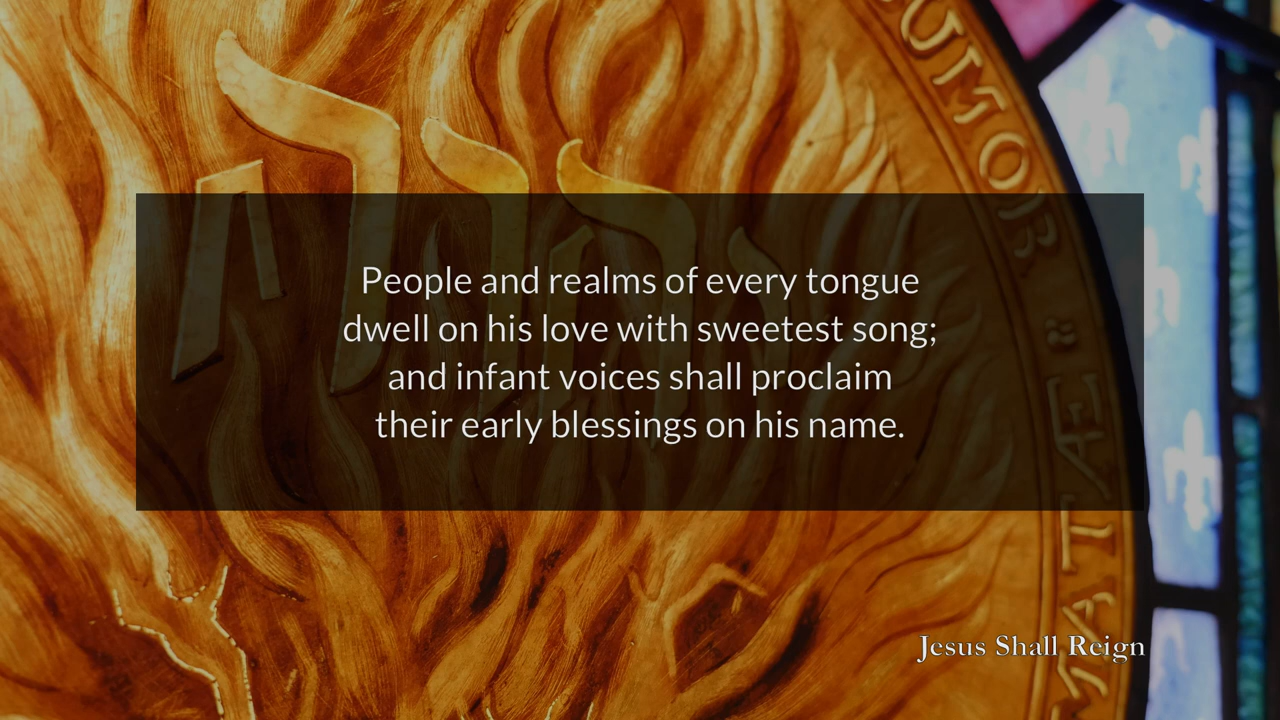 יהוה
People and realms of every tongue
dwell on his love with sweetest song;
and infant voices shall proclaim
their early blessings on his name.
Jesus Shall Reign